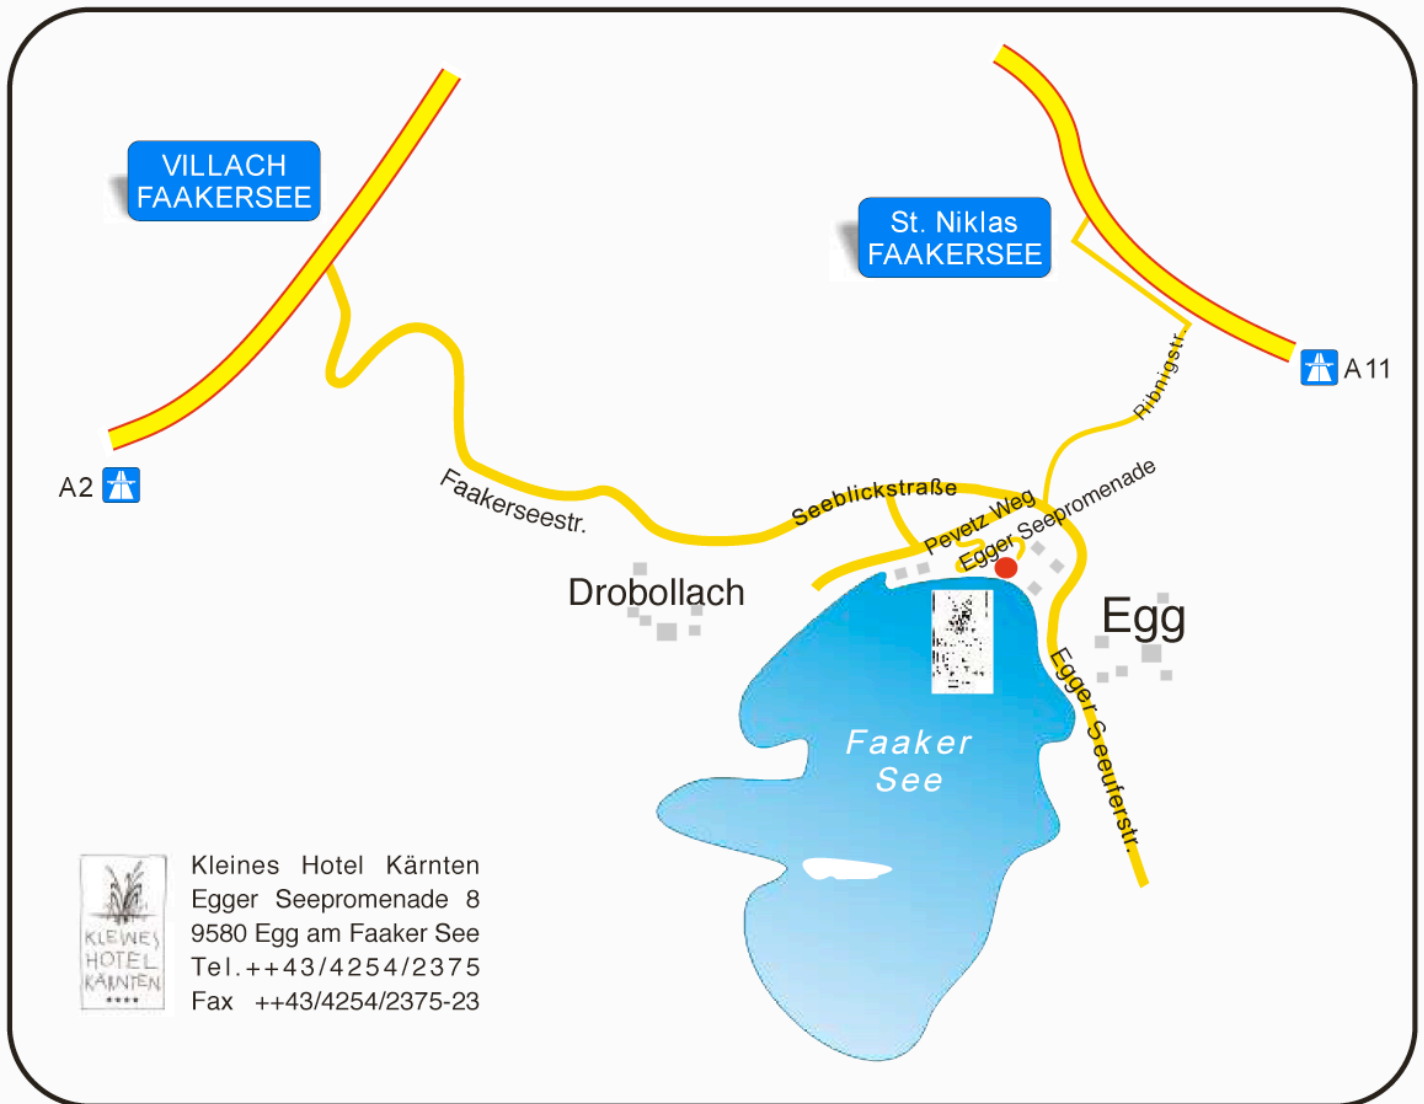 VILLACH
FAAKERSEE
St. Niklas
FAAKERSEE
A 11
Ribnigstr.
A 2
Faakerseestr.
Seeblickstraße
Pevetz Weg
Egger Seepromenade
Drobollach
Egg
Egger Seeuferstr.
Faaker
See
KLEINES
HOTEL
KÄRNTEN
Kleines Hotel Kärnten
Egger Seepromenade 8
9580 Egg am Faaker See
Tel.++43/4254/2375
Fax ++43/4254/2375-23